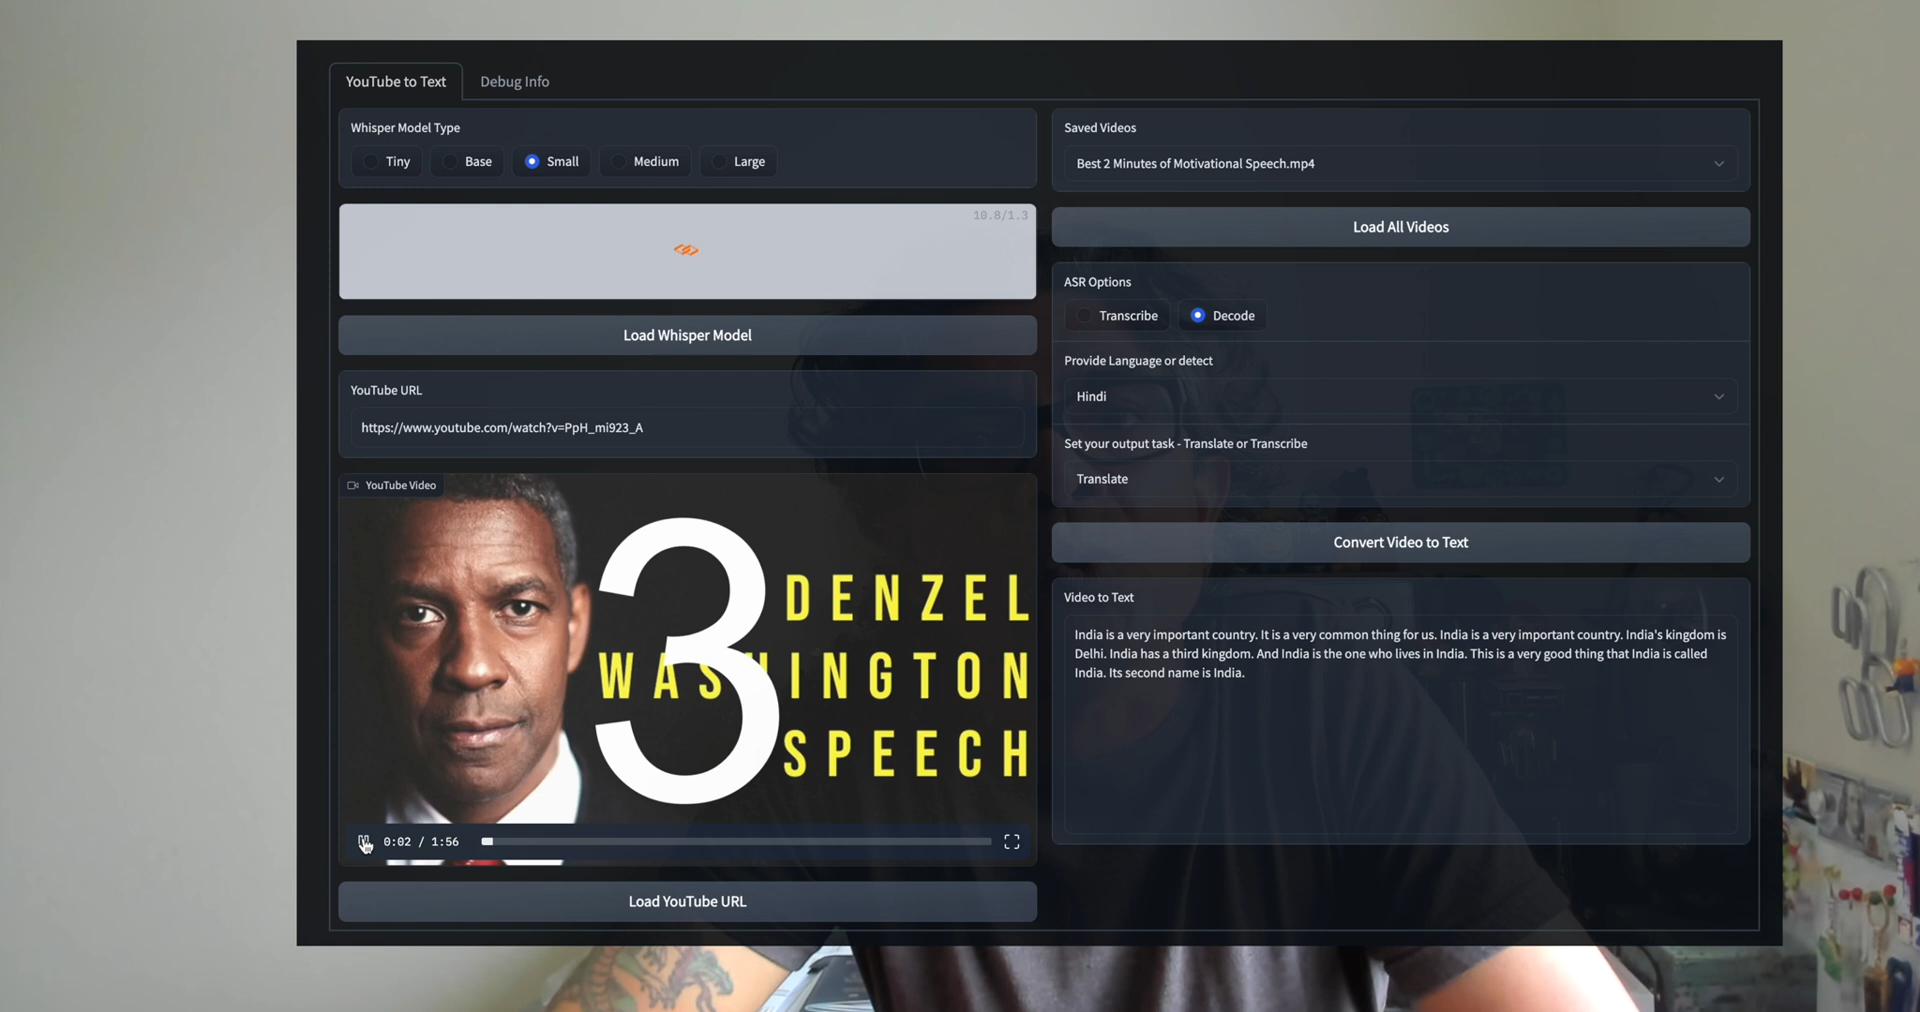 YouTube to Text
Debug Info
Whisper Model Type
Tiny
Base
Small
Medium
Large
10.8/1.3
Load Whisper Model
YouTube URL
https://www.youtube.com/watch?v=PpH_mi923_A
YouTube Video
3
DENZEL
WASHINGTON
SPEECH
0:02 / 1:56
Load YouTube URL
Saved Videos
Best 2 Minutes of Motivational Speech.mp4
Load All Videos
ASR Options
Transcribe
Decode
Provide Language or detect
Hindi
Set your output task - Translate or Transcribe
Translate
Convert Video to Text
Video to Text
India is a very important country. It is a very common thing for us. India is a very important country. India's kingdom is
Delhi. India has a third kingdom. And India is the one who lives in India. This is a very good thing that India is called
India. Its second name is India.